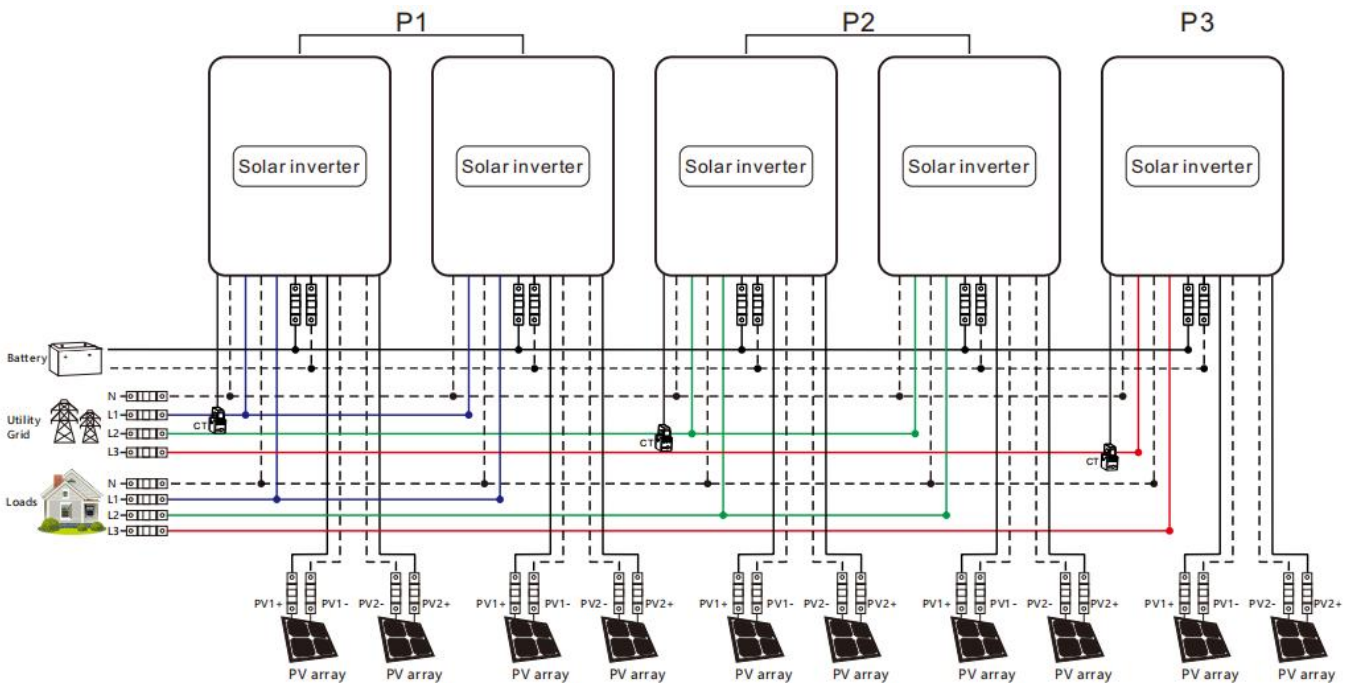 P1
P2
P3
Solar inverter
Solar inverter
Solar inverter
Solar inverter
Solar inverter
Battery
Utility
Grid
N
L1
L2
L3
CT
CT
CT
Loads
N
L1
L2
L3
PV1+ PV1- PV2- PV2+
PV1+ PV1- PV2- PV2+
PV1+ PV1- PV2- PV2+
PV1+ PV1- PV2- PV2+
PV1+ PV1- PV2- PV2+
PV array PV array
PV array PV array
PV array PV array
PV array PV array
PV array PV array